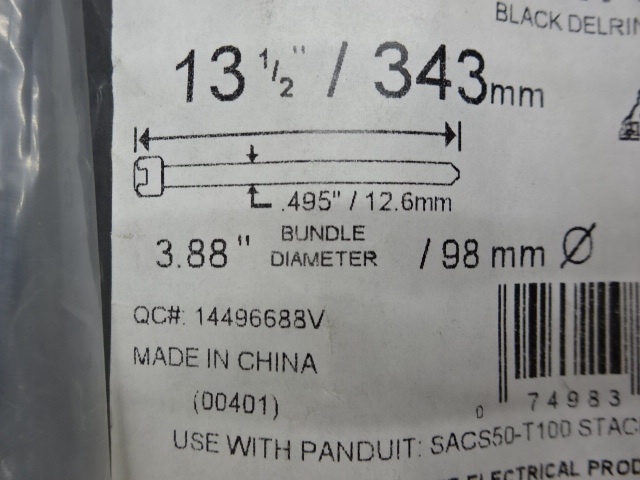 BLACK DELRIN
13 1/2" / 343mm
.495" / 12.6mm
3.88" BUNDLE DIAMETER / 98 mm Ø
QC#: 14496688V
MADE IN CHINA
(00401)
0 74983
USE WITH PANDUIT: SACS50-T100
ELECTRICAL PROD